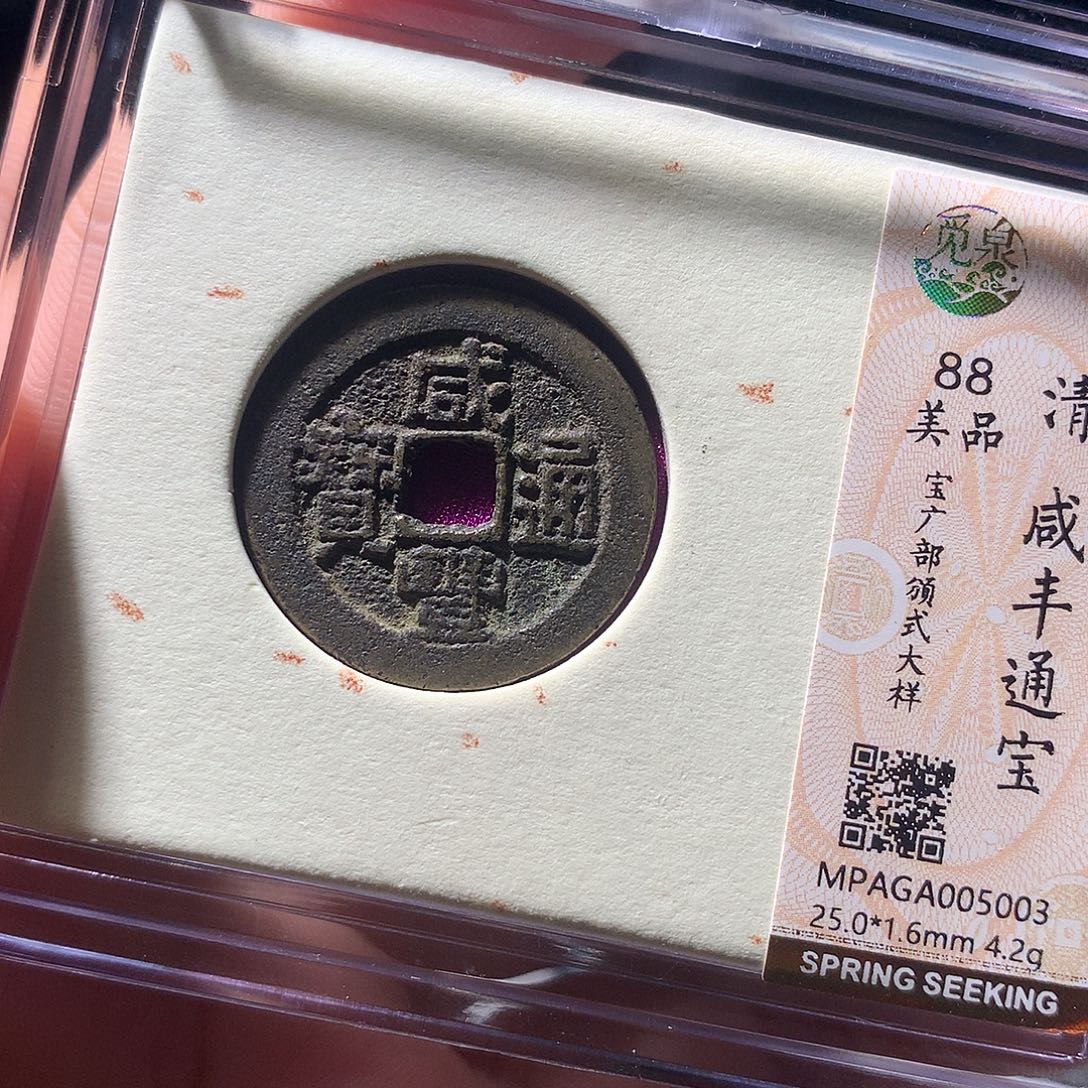 咸豐通寶
覓泉
清
咸丰通宝
88
美品
宝广部颁式大样
MPAGA005003
25.0*1.6mm 4.2g
SPRING SEEKING